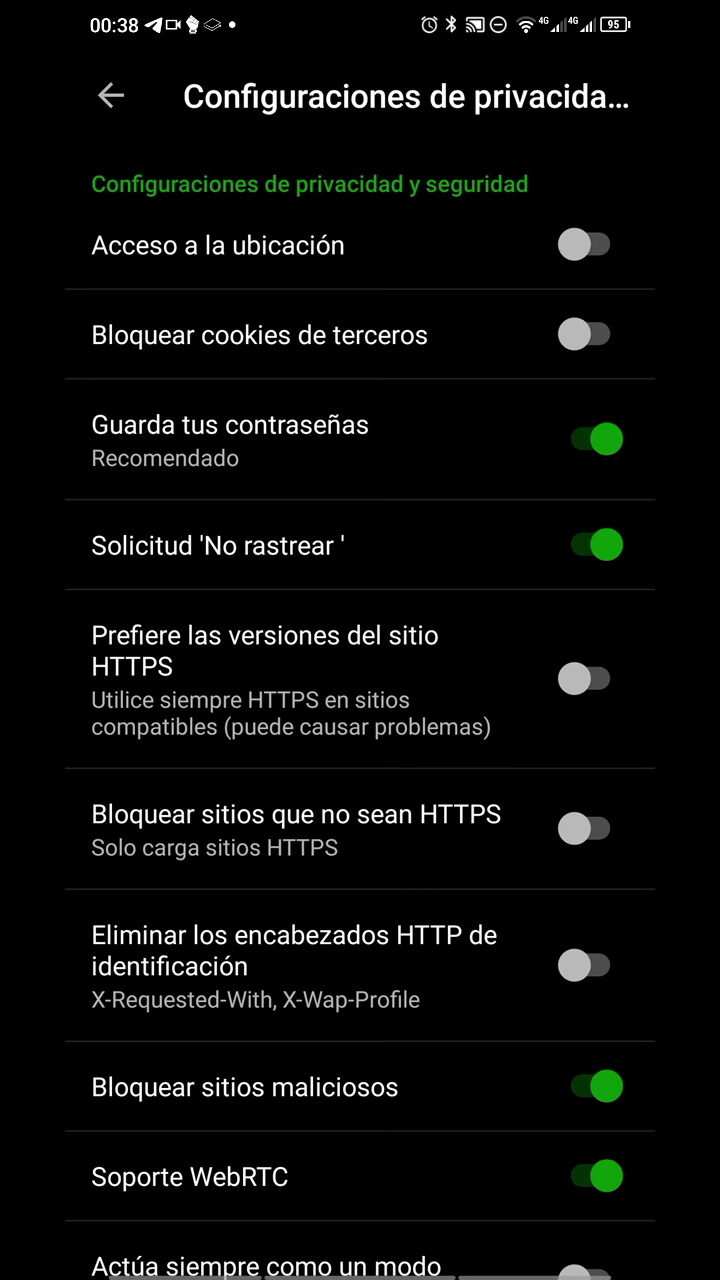 00:38
4G 4G 95
Configuraciones de privacida...
Configuraciones de privacidad y seguridad
Acceso a la ubicación
Bloquear cookies de terceros
Guarda tus contraseñas
Recomendado
Solicitud 'No rastrear '
Prefiere las versiones del sitio
HTTPS
Utilice siempre HTTPS en sitios
compatibles (puede causar problemas)
Bloquear sitios que no sean HTTPS
Solo carga sitios HTTPS
Eliminar los encabezados HTTP de
identificación
X-Requested-With, X-Wap-Profile
Bloquear sitios maliciosos
Soporte WebRTC
Actúa siempre como un modo